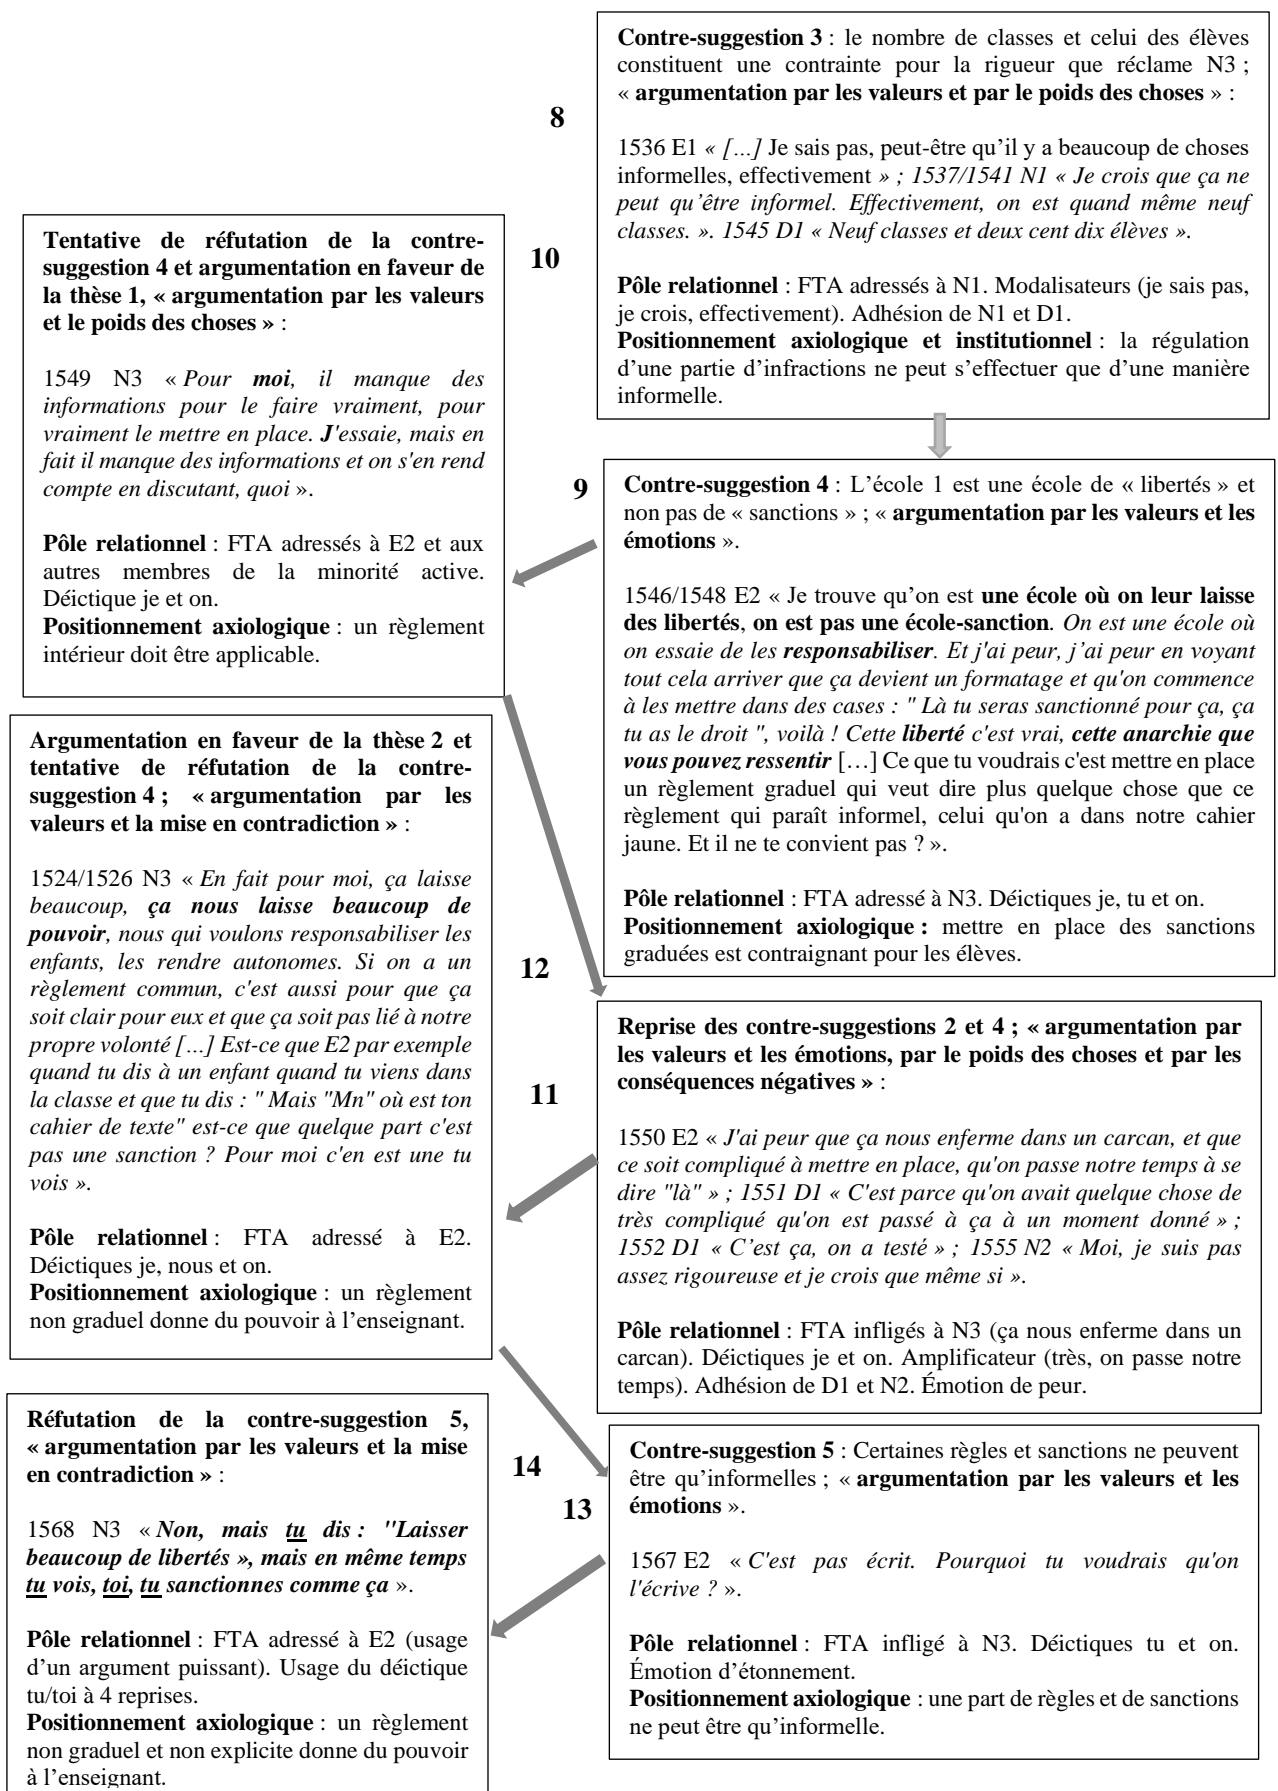 8
Contre-suggestion 3 : le nombre de classes et celui des élèves
constituent une contrainte pour la rigueur que réclame N3 ;
« argumentation par les valeurs et par le poids des choses » :
1536 E1 « [...] Je sais pas, peut-être qu'il y a beaucoup de choses
informelles, effectivement » ; 1537/1541 N1 « Je crois que ça ne
peut qu'être informel. Effectivement, on est quand même neuf
classes. ». 1545 D1 « Neuf classes et deux cent dix élèves ».
Pôle relationnel : FTA adressés à N1. Modalisateurs (je sais pas,
je crois, effectivement). Adhésion de N1 et D1.
Positionnement axiologique et institutionnel : la régulation
d'une partie d'infractions ne peut s'effectuer que d'une manière
informelle.
9
Contre-suggestion 4 : L'école 1 est une école de « libertés » et
non pas de « sanctions » ; « argumentation par les valeurs et les
émotions ».
1546/1548 E2 « Je trouve qu'on est une école où on leur laisse
des libertés, on est pas une école-sanction. On est une école où
on essaie de les responsabiliser. Et j'ai peur, j'ai peur en voyant
tout cela arriver que ça devient un formatage et qu'on commence
à les mettre dans des cases : " Là tu seras sanctionné pour ça, ça
tu as le droit ", voilà ! Cette liberté c'est vrai, cette anarchie que
vous pouvez ressentir […] Ce que tu voudrais c'est mettre en place
un règlement graduel qui veut dire plus quelque chose que ce
règlement qui paraît informel, celui qu'on a dans notre cahier
jaune. Et il ne te convient pas ? ».
Pôle relationnel : FTA adressé à N3. Déictiques je, tu et on.
Positionnement axiologique : mettre en place des sanctions
graduées est contraignant pour les élèves.
10
Tentative de réfutation de la contre-
suggestion 4 et argumentation en faveur de
la thèse 1, « argumentation par les valeurs
et le poids des choses » :
1549 N3 « Pour moi, il manque des
informations pour le faire vraiment, pour
vraiment le mettre en place. J'essaie, mais en
fait il manque des informations et on s'en rend
compte en discutant, quoi ».
Pôle relationnel : FTA adressés à E2 et aux
autres membres de la minorité active.
Déictique je et on.
Positionnement axiologique : un règlement
intérieur doit être applicable.
11
Reprise des contre-suggestions 2 et 4 ; « argumentation par
les valeurs et les émotions, par le poids des choses et par les
conséquences négatives » :
1550 E2 « J'ai peur que ça nous enferme dans un carcan, et que
ce soit compliqué à mettre en place, qu'on passe notre temps à se
dire "là" » ; 1551 D1 « C'est parce qu'on avait quelque chose de
très compliqué qu'on est passé à ça à un moment donné » ;
1552 D1 « C'est ça, on a testé » ; 1555 N2 « Moi, je suis pas
assez rigoureuse et je crois que même si ».
Pôle relationnel : FTA infligés à N3 (ça nous enferme dans un
carcan). Déictiques je et on. Amplificateur (très, on passe notre
temps). Adhésion de D1 et N2. Émotion de peur.
12
Argumentation en faveur de la thèse 2 et
tentative de réfutation de la contre-
suggestion 4 ; « argumentation par les
valeurs et la mise en contradiction » :
1524/1526 N3 « En fait pour moi, ça laisse
beaucoup, ça nous laisse beaucoup de
pouvoir, nous qui voulons responsabiliser les
enfants, les rendre autonomes. Si on a un
règlement commun, c'est aussi pour que ça
soit clair pour eux et que ça soit pas lié à notre
propre volonté […] Est-ce que E2 par exemple
quand tu dis à un enfant quand tu viens dans
la classe et que tu dis : " Mais "Mn" où est ton
cahier de texte" est-ce que quelque part c'est
pas une sanction ? Pour moi c'en est une tu
vois ».
Pôle relationnel : FTA adressé à E2.
Déictiques je, nous et on.
Positionnement axiologique : un règlement
non graduel donne du pouvoir à l'enseignant.
13
Contre-suggestion 5 : Certaines règles et sanctions ne peuvent
être qu'informelles ; « argumentation par les valeurs et les
émotions ».
1567 E2 « C'est pas écrit. Pourquoi tu voudrais qu'on
l'écrive ? ».
Pôle relationnel : FTA infligé à N3. Déictiques tu et on.
Émotion d'étonnement.
Positionnement axiologique : une part de règles et de sanctions
ne peut être qu'informelle.
14
Réfutation de la contre-suggestion 5,
« argumentation par les valeurs et la mise
en contradiction » :
1568 N3 « Non, mais tu dis : "Laisser
beaucoup de libertés », mais en même temps
tu vois, toi, tu sanctionnes comme ça ».
Pôle relationnel : FTA adressé à E2 (usage
d'un argument puissant). Usage du déictique
tu/toi à 4 reprises.
Positionnement axiologique : un règlement
non graduel et non explicite donne du pouvoir
à l'enseignant.